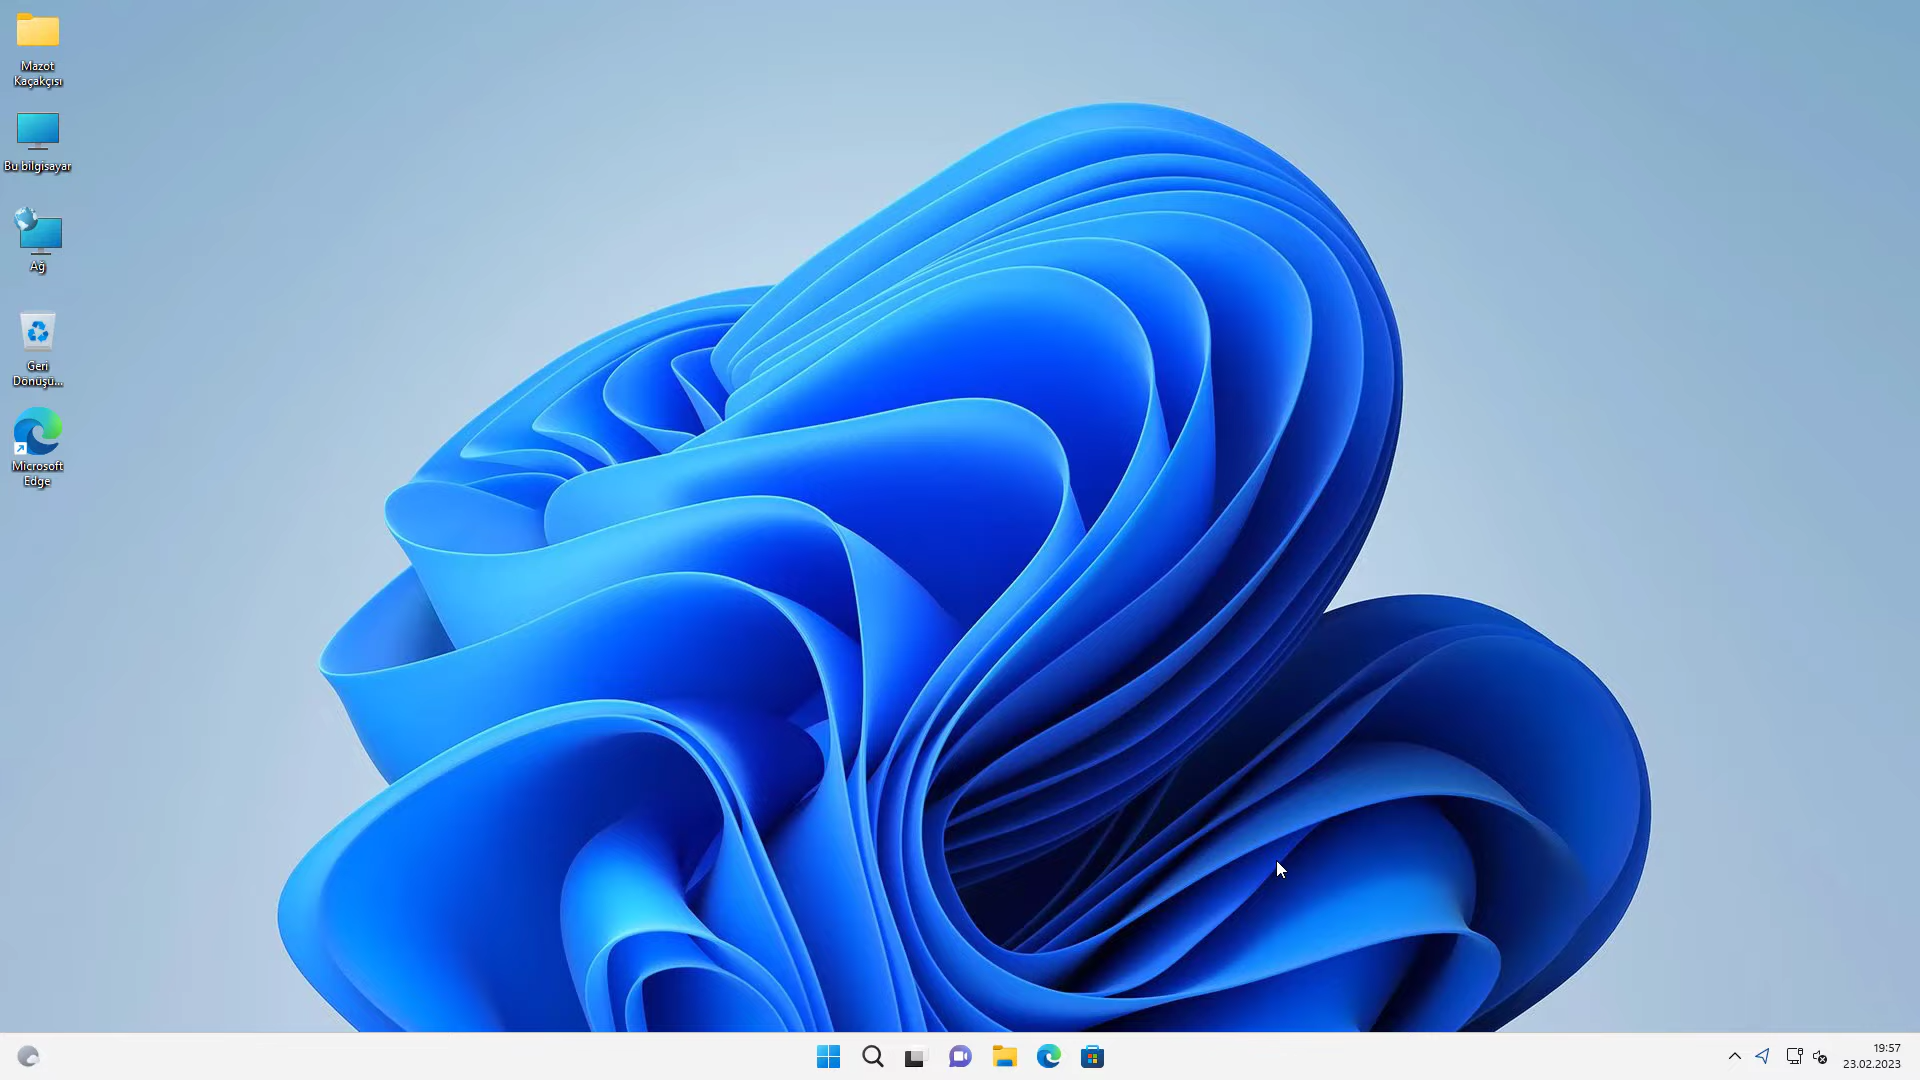 Mazot
Kaçakçısı
Bu bilgisayar
Ağ
Geri
Dönüşü...
Microsoft
Edge
19:57
23.02.2023